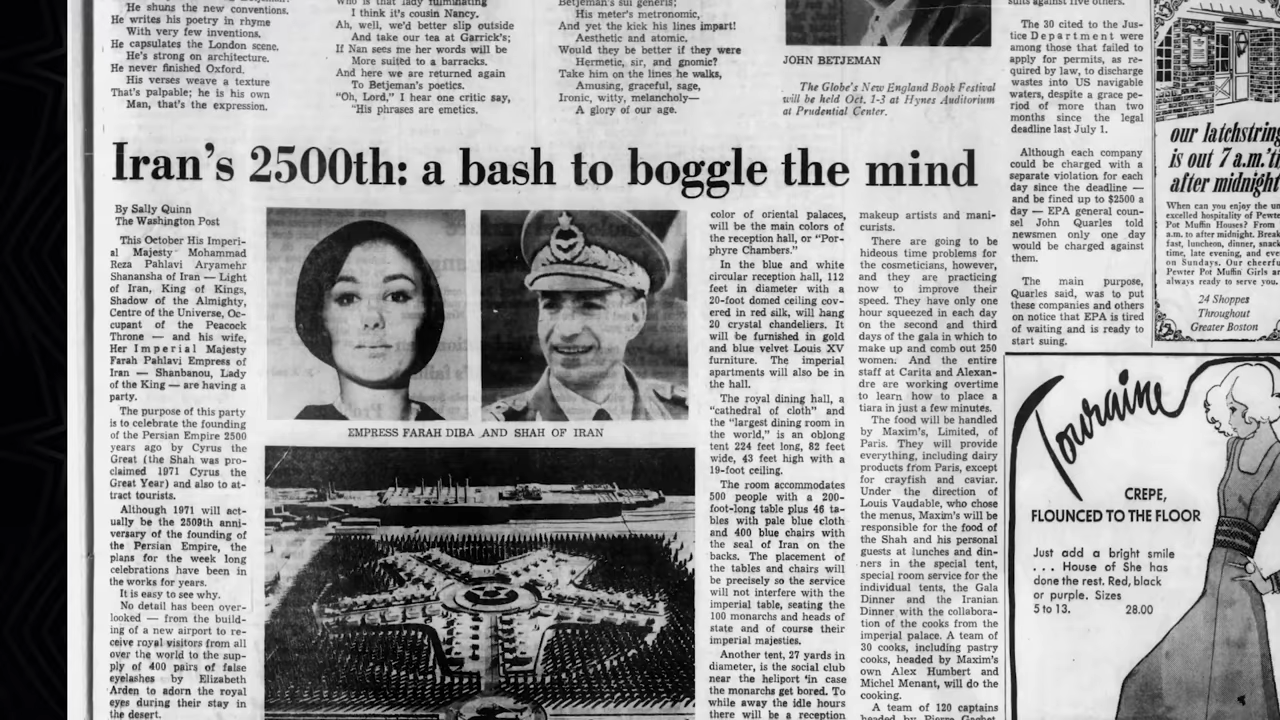 He shuns the new conventions.
He writes his poetry in rhyme
With very few inventions.
He capsulates the London scene.
He's strong on architecture.
He never finished Oxford.
His verses weave a texture
That's palpable; he is his own
Man, that's the expression.
I think it's cousin Nancy.
Ah, well, we'd better slip outside
And take our tea at Garrick's;
If Nan sees me her words will be
More suited to a barracks.
And here we are returned again
To Betjeman's poetics.
"Oh, Lord," I hear one critic say,
"His phrases are emetics.
Betjeman's sui generis;
His meter's metronomic,
And yet the kick his lines impart!
Aesthetic and atomic.
Would they be better if they were
Hermetic, sir, and gnomic?
Take him on the lines he walks,
Amusing, graceful, sage,
Ironic, witty, melancholy—
A glory of our age.
JOHN BETJEMAN
The Globe's New England Book Festival
will be held Oct. 1-3 at Hynes Auditorium
at Prudential Center.
Iran's 2500th: a bash to boggle the mind
By Sally Quinn
The Washington Post
This October His Imperi-
al Majesty Mohammad
Reza Pahlavi Aryamehr
Shanansha of Iran — Light
of Iran, King of Kings,
Shadow of the Almighty,
Centre of the Universe, Oc-
cupant of the Peacock
Throne — and his wife,
Her Imperial Majesty
Farah Pahlavi Empress of
Iran — Shanbanou, Lady
of the King — are having a
party.
The purpose of this party
is to celebrate the founding
of the Persian Empire 2500
years ago by Cyrus the
Great (the Shah was pro-
claimed 1971 Cyrus the
Great Year) and also to at-
tract tourists.
Although 1971 will act-
ually be the 2509th anni-
versary of the founding of
the Persian Empire, the
plans for the week long
celebrations have been in
the works for years.
It is easy to see why.
No detail has been over-
looked — from the build-
ing of a new airport to re-
ceive royal visitors from all
over the world to the sup-
ply of 400 pairs of false
eyelashes by Elizabeth
Arden to adorn the royal
eyes during their stay in
the desert.
EMPRESS FARAH DIBA AND SHAH OF IRAN
color of oriental palaces,
will be the main colors of
the reception hall, or "Por-
phyre Chambers."
In the blue and white
circular reception hall, 112
feet in diameter with a
20-foot domed ceiling cov-
ered in red silk, will hang
20 crystal chandeliers. It
will be furnished in gold
and blue velvet Louis XV
furniture. The imperial
apartments will also be in
the hall.
The royal dining hall, a
"cathedral of cloth" and
the "largest dining room in
the world," is an oblong
tent 224 feet long, 82 feet
wide, 43 feet high with a
19-foot ceiling.
The room accommodates
500 people with a 200-
foot-long table plus 46 ta-
bles with pale blue cloth
and 400 blue chairs with
the seal of Iran on the
backs. The placement of
the tables and chairs will
be precisely so the service
will not interfere with the
imperial table, seating the
100 monarchs and heads of
state and of course their
imperial majesties.
Another tent, 27 yards in
diameter, is the social club
near the heliport in case
the monarchs get bored. To
while away the idle hours
there will be a reception
makeup artists and mani-
curists.
There are going to be
hideous time problems for
the cosmeticians, however,
and they are practicing
now to improve their
speed. They have only one
hour squeezed in each day
on the second and third
days of the gala in which to
make up and comb out 250
women. And the entire
staff at Carita and Alexan-
dre are working overtime
to learn how to place a
tiara in just a few minutes.
The food will be handled
by Maxim's, Limited, of
Paris. They will provide
everything, including dairy
products from Paris, except
for crayfish and caviar.
Under the direction of
Louis Vaudable, who chose
the menus, Maxim's will be
responsible for the food of
the Shah and his personal
guests at lunches and din-
ners in the special tent,
special room service for the
individual tents, the Gala
Dinner and the Iranian
Dinner with the collabora-
tion of the cooks from the
imperial palace. A team of
30 cooks, including pastry
cooks, headed by Maxim's
own Alex Humbert and
Michel Menant, will do the
cooking.
A team of 120 captains
The 30 cited to the Jus-
tice Department were
among those that failed to
apply for permits, as re-
quired by law, to discharge
wastes into US navigable
waters, despite a grace pe-
riod of more than two
months since the legal
deadline last July 1.
Although each company
could be charged with a
separate violation for each
day since the deadline —
and be fined up to $2500 a
day — EPA general coun-
sel John Quarles told
newsmen only one day
would be charged against
them.
The main purpose,
Quarles said, was to put
these companies and others
on notice that EPA is tired
of waiting and is ready to
start suing.
our latchstring
is out 7 a.m.
after midnight
When can you enjoy the
excelled hospitality of
Pot Muffin Houses? From
a.m. to after midnight.
fast, luncheon, dinner,
time, late evening, and
on Sundays. Our
Pewter Pot Muffin Girls
always ready to serve you.
24 Shoppes
Throughout
Greater Boston
Touraine
CREPE,
FLOUNCED TO THE FLOOR
Just add a bright smile
. . . House of She has
done the rest. Red, black
or purple. Sizes
5 to 13. 28.00